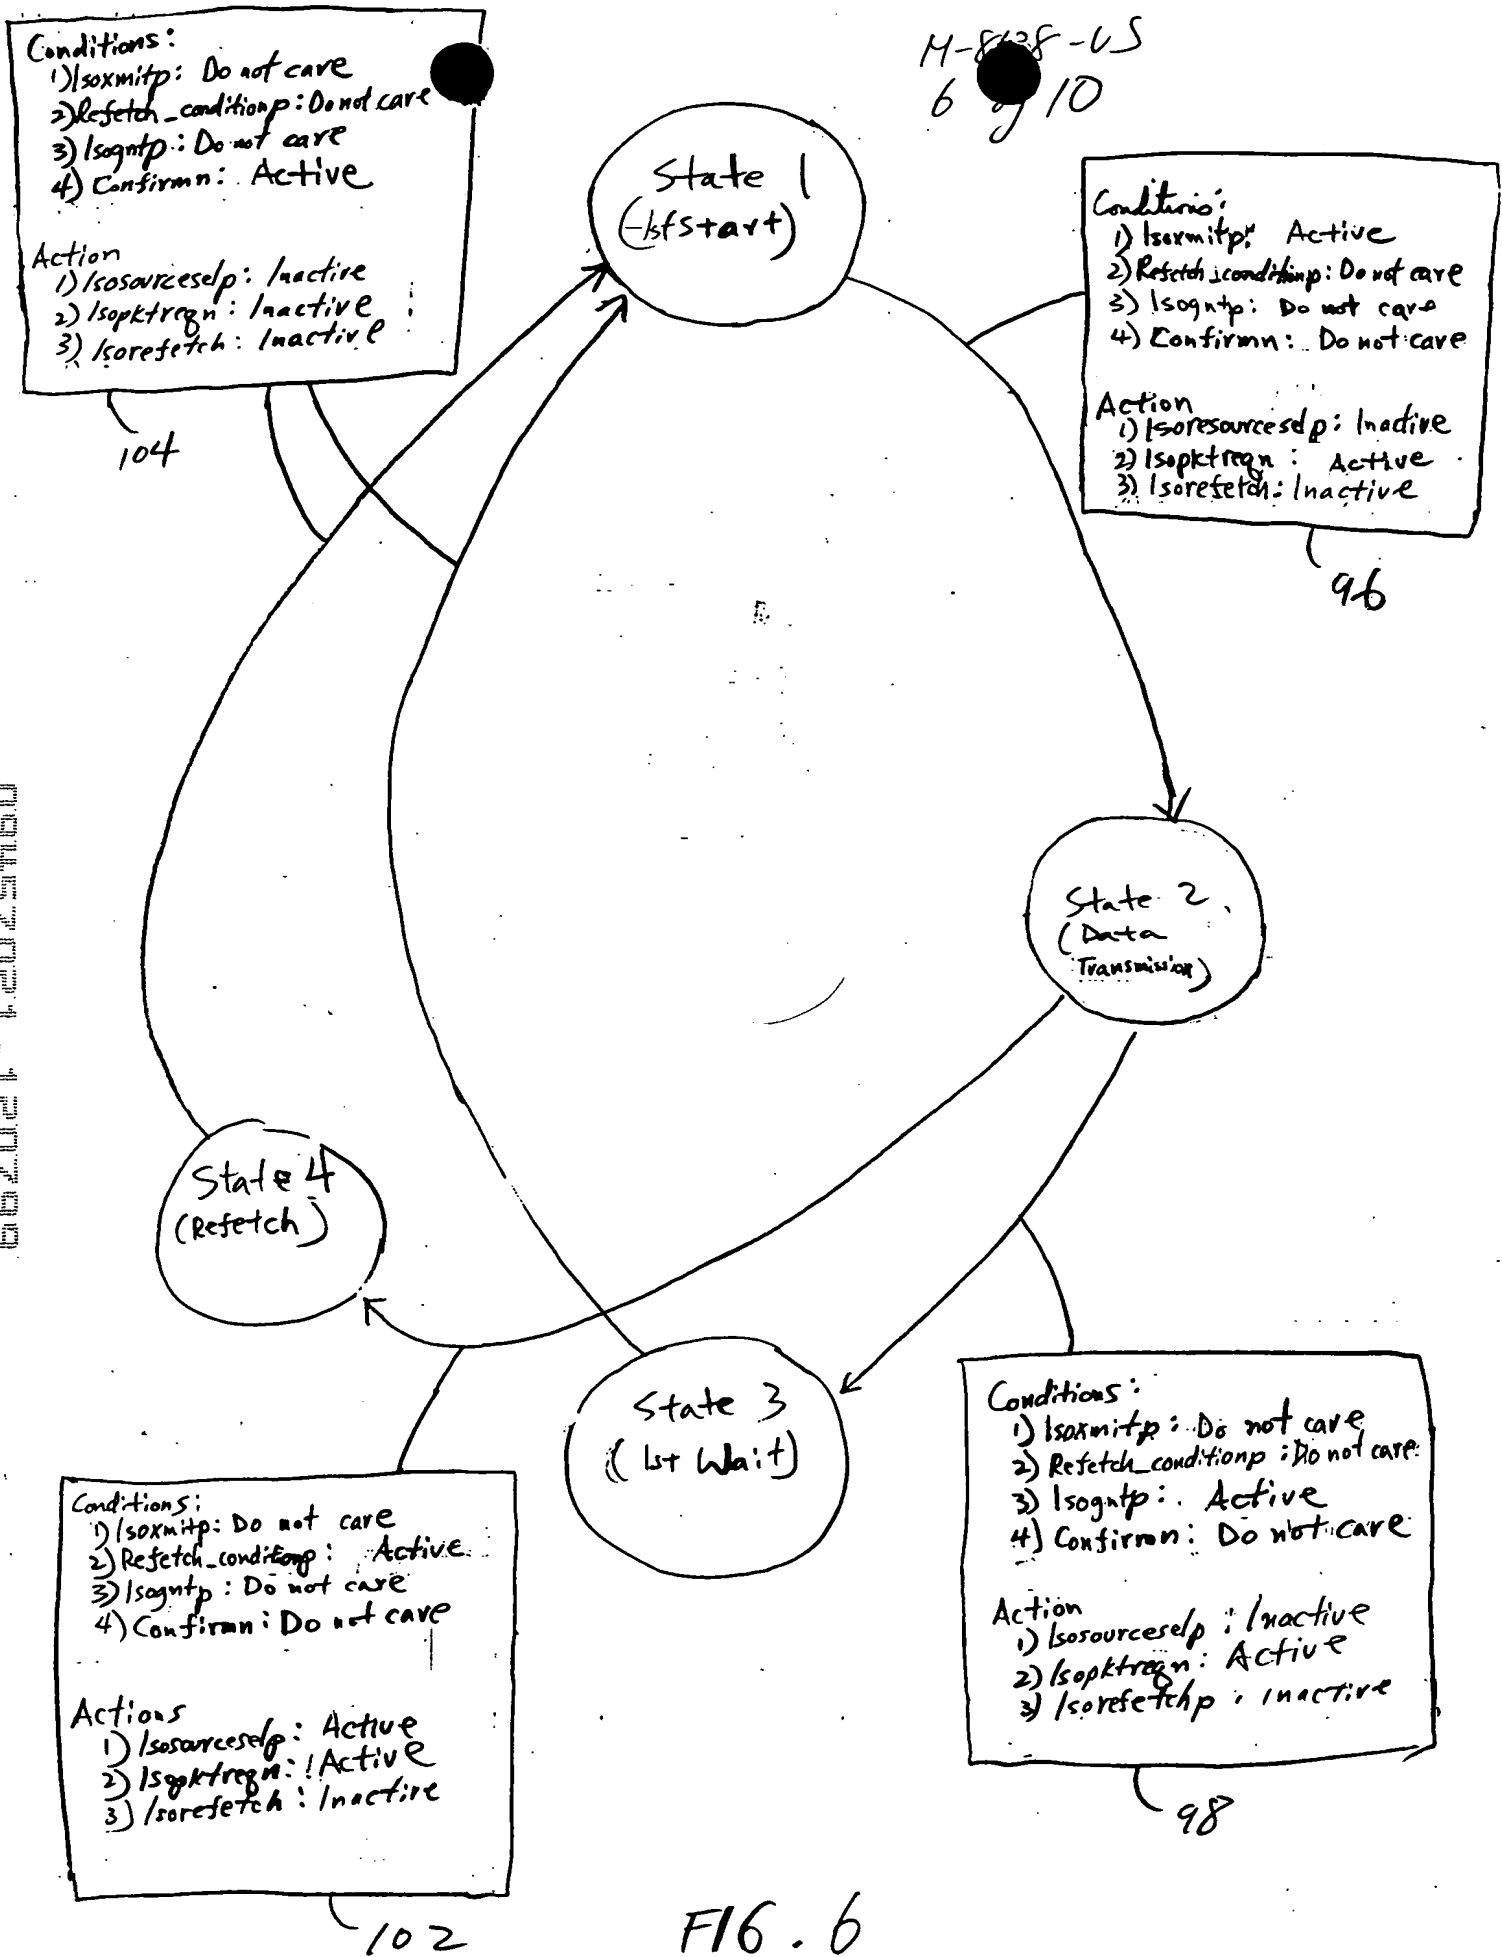 M-8638-US
6 of 10
Conditions:
1) Isoxmitp: Do not care
2) Refetch_conditionp: Do not care
3) Isogntp: Do not care
4) Confirmn: Active
Action
1) Isosourceselp: Inactive
2) Isopktreqn: Inactive
3) Isorefetch: Inactive
104
State 1
(1stStart)
Conditions:
1) Isoxmitp: Active
2) Refetch_conditionp: Do not care
3) Isogntp: Do not care
4) Confirmn: Do not care
Action
1) Isoresourceselp: Inactive
2) Isopktreqn: Active
3) Isorefetch: Inactive
96
State 2
(Data
Transmission)
State 4
(Refetch)
State 3
(1st Wait)
Conditions:
1) Isoxmitp: Do not care
2) Refetch_conditionp: Do not care
3) Isogntp: Active
4) Confirmn: Do not care
Action
1) Isosourceselp: Inactive
2) Isopktreqn: Active
3) Isorefetchp: Inactive
98
Conditions:
1) Isoxmitp: Do not care
2) Refetch_conditionp: Active
3) Isogntp: Do not care
4) Confirmn: Do not care
Actions
1) Isosourceselp: Active
2) Isopktreqn: Active
3) Isorefetch: Inactive
102
FIG. 6